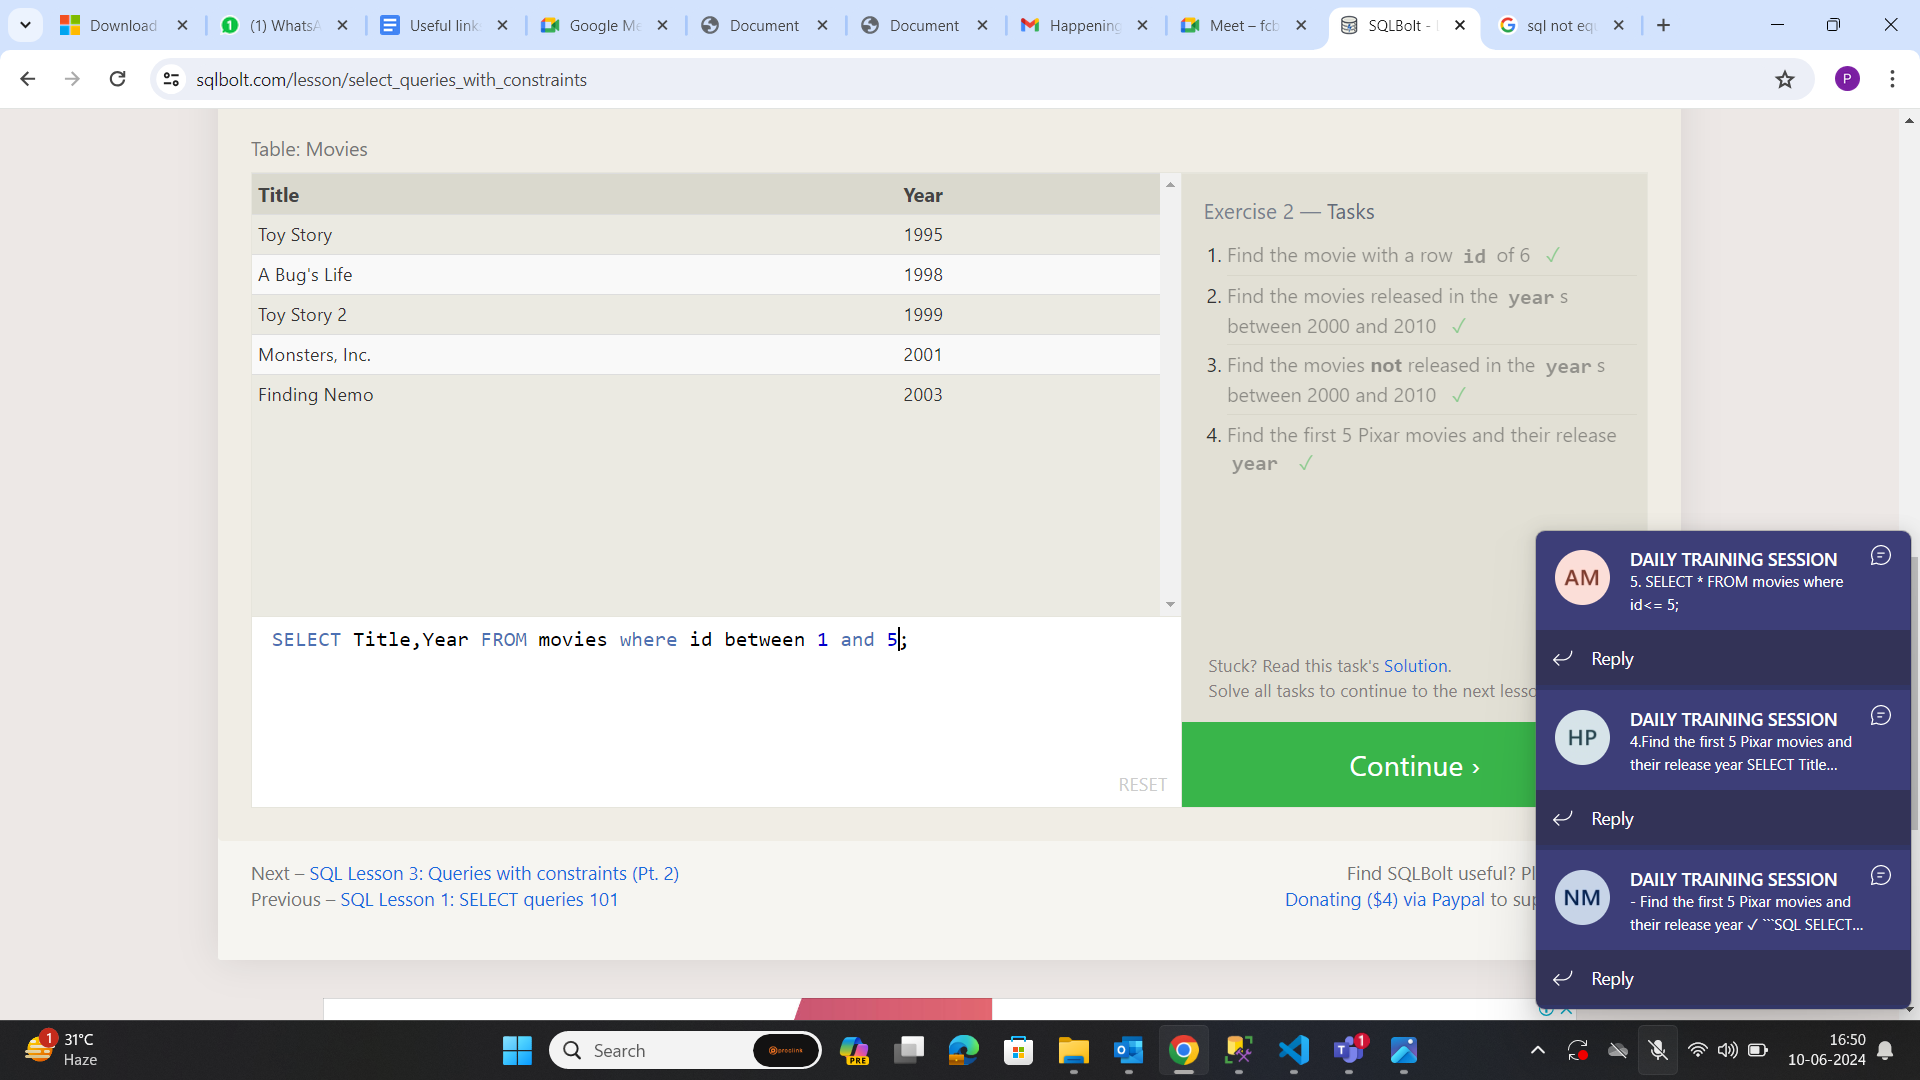 Download
(1) WhatsA
Useful link
Google Me
Document
Document
Happening
Meet – fcb
SQLBolt -
sql not equ
sqlbolt.com/lesson/select_queries_with_constraints
P
Table: Movies
Title Year
Toy Story 1995
A Bug's Life 1998
Toy Story 2 1999
Monsters, Inc. 2001
Finding Nemo 2003
SELECT Title,Year FROM movies where id between 1 and 5;
RESET
Exercise 2 — Tasks
1. Find the movie with a row id of 6 ✓
2. Find the movies released in the year s
between 2000 and 2010 ✓
3. Find the movies not released in the year s
between 2000 and 2010 ✓
4. Find the first 5 Pixar movies and their release
year ✓
Stuck? Read this task's Solution.
Solve all tasks to continue to the next lesso
Continue ›
Next – SQL Lesson 3: Queries with constraints (Pt. 2)
Previous – SQL Lesson 1: SELECT queries 101
Find SQLBolt useful? Pl
Donating ($4) via Paypal to sup
AM
DAILY TRAINING SESSION
5. SELECT * FROM movies where
id<= 5;
Reply
HP
DAILY TRAINING SESSION
4.Find the first 5 Pixar movies and
their release year SELECT Title...
Reply
NM
DAILY TRAINING SESSION
- Find the first 5 Pixar movies and
their release year ✓ ```SQL SELECT...
Reply
1
31°C
Haze
Search
prolink
PRE
1
16:50
10-06-2024